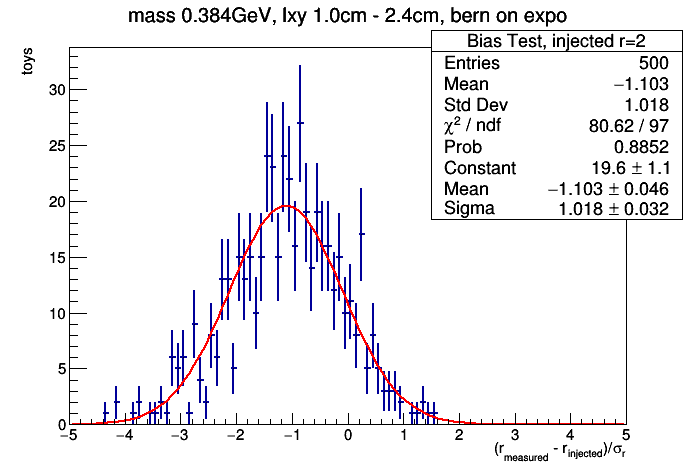 mass 0.384GeV, lxy 1.0cm - 2.4cm, bern on expo
Bias Test, injected r=2
Entries 500
Mean −1.103
Std Dev 1.018
χ² / ndf 80.62 / 97
Prob 0.8852
Constant 19.6 ± 1.1
Mean −1.103 ± 0.046
Sigma 1.018 ± 0.032
toys
30
25
20
15
10
5
0
−5 −4 −3 −2 −1 0 1 2 3 4 5
(r_measured - r_injected)/σ_r